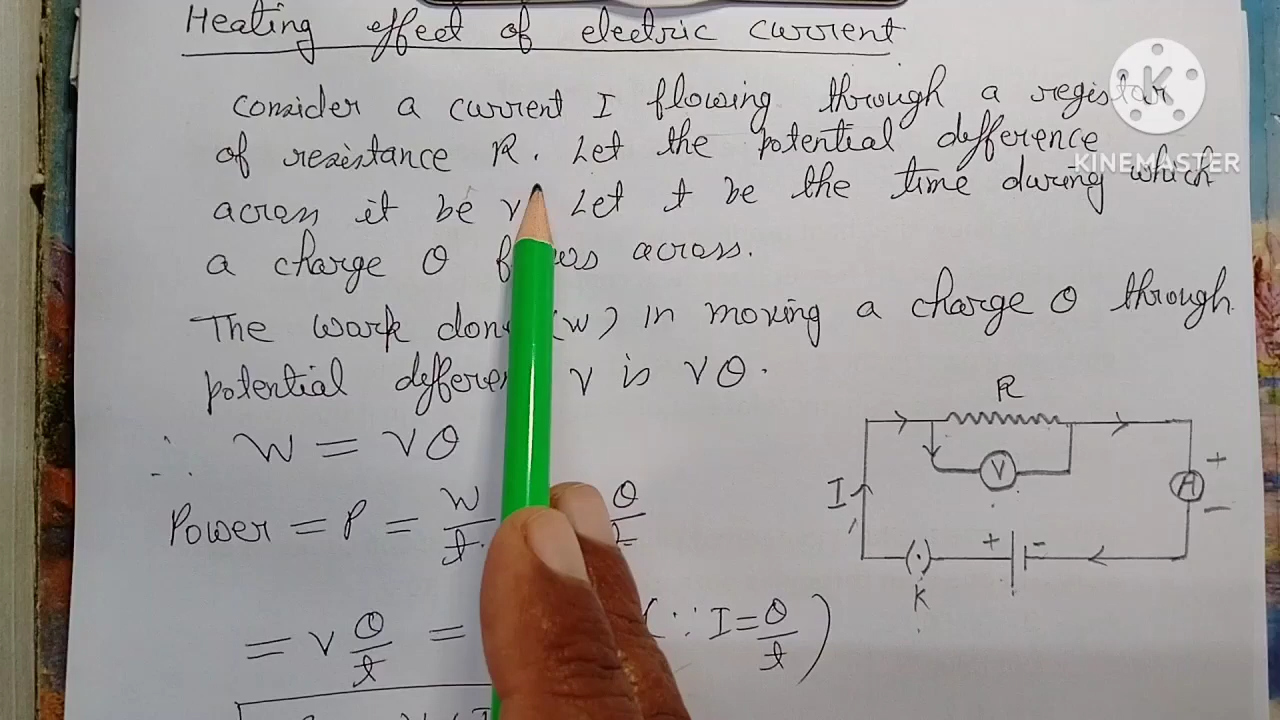 Heating effect of electric current
Consider a current I flowing through a registar
of resistance R. Let the potential difference
across it be V Let t be the time during which
a charge Q across.
The work (W) in moving a charge Q through
potential V is VQ.
∴ W = VQ
Power = P = W/t Q/t
= V Q/t = (∵ I = Q/t)
R
V
I
A
+
-
+ -
K
K
KINEMASTER